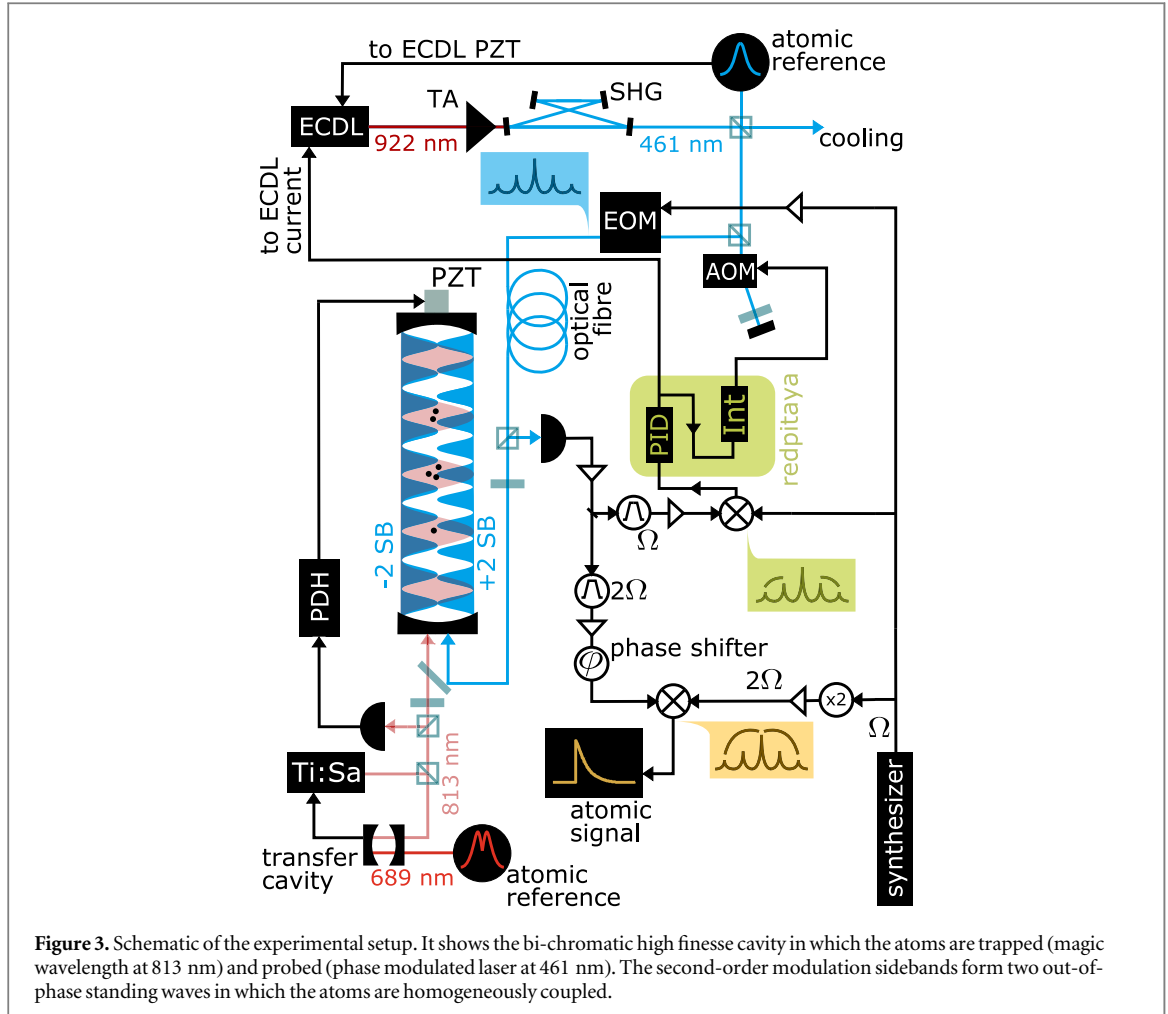 to ECDL PZT
atomic
reference
TA
SHG
ECDL
922 nm
461 nm
cooling
to ECDL
current
EOM
AOM
PZT
optical
fibre
PID
Int
redpitaya
-2 SB
+2 SB
Ω
PDH
2Ω
φ
phase shifter
2Ω
x2
Ω
Ti:Sa
813 nm
atomic
signal
synthesizer
transfer
cavity
689 nm
atomic
reference
Figure 3. Schematic of the experimental setup. It shows the bi-chromatic high finesse cavity in which the atoms are trapped (magic
wavelength at 813 nm) and probed (phase modulated laser at 461 nm). The second-order modulation sidebands form two out-of-
phase standing waves in which the atoms are homogeneously coupled.